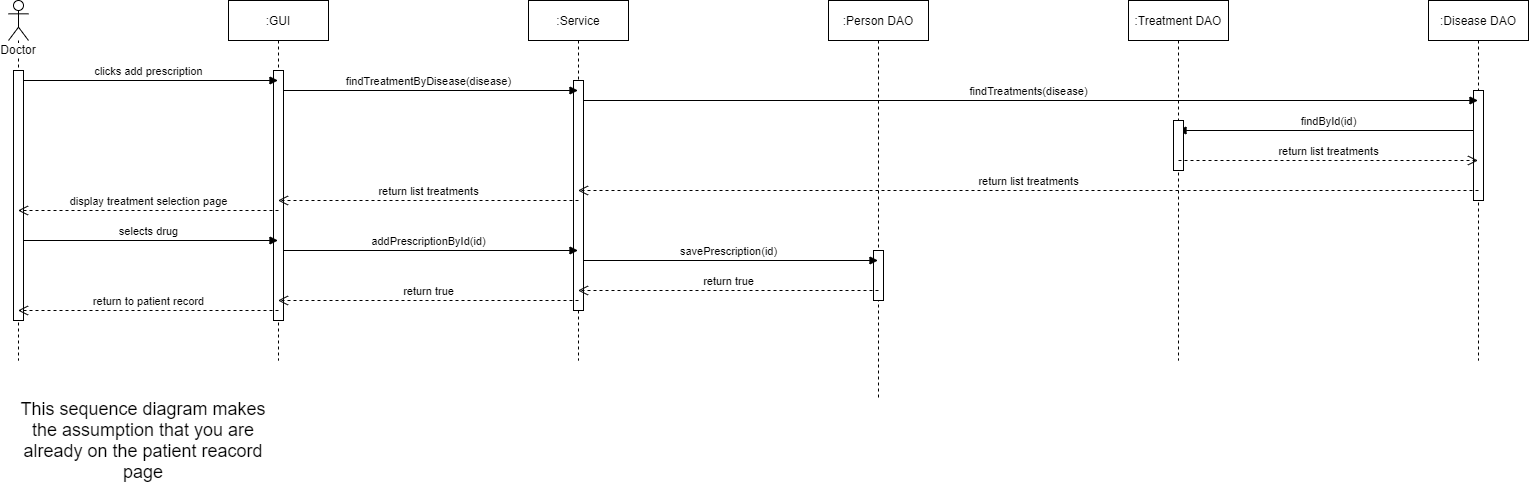 Doctor
:GUI
:Service
:Person DAO
:Treatment DAO
:Disease DAO
clicks add prescription
findTreatmentByDisease(disease)
findTreatments(disease)
findById(id)
return list treatments
return list treatments
return list treatments
display treatment selection page
selects drug
addPrescriptionById(id)
savePrescription(id)
return true
return true
return to patient record
This sequence diagram makes
the assumption that you are
already on the patient reacord
page